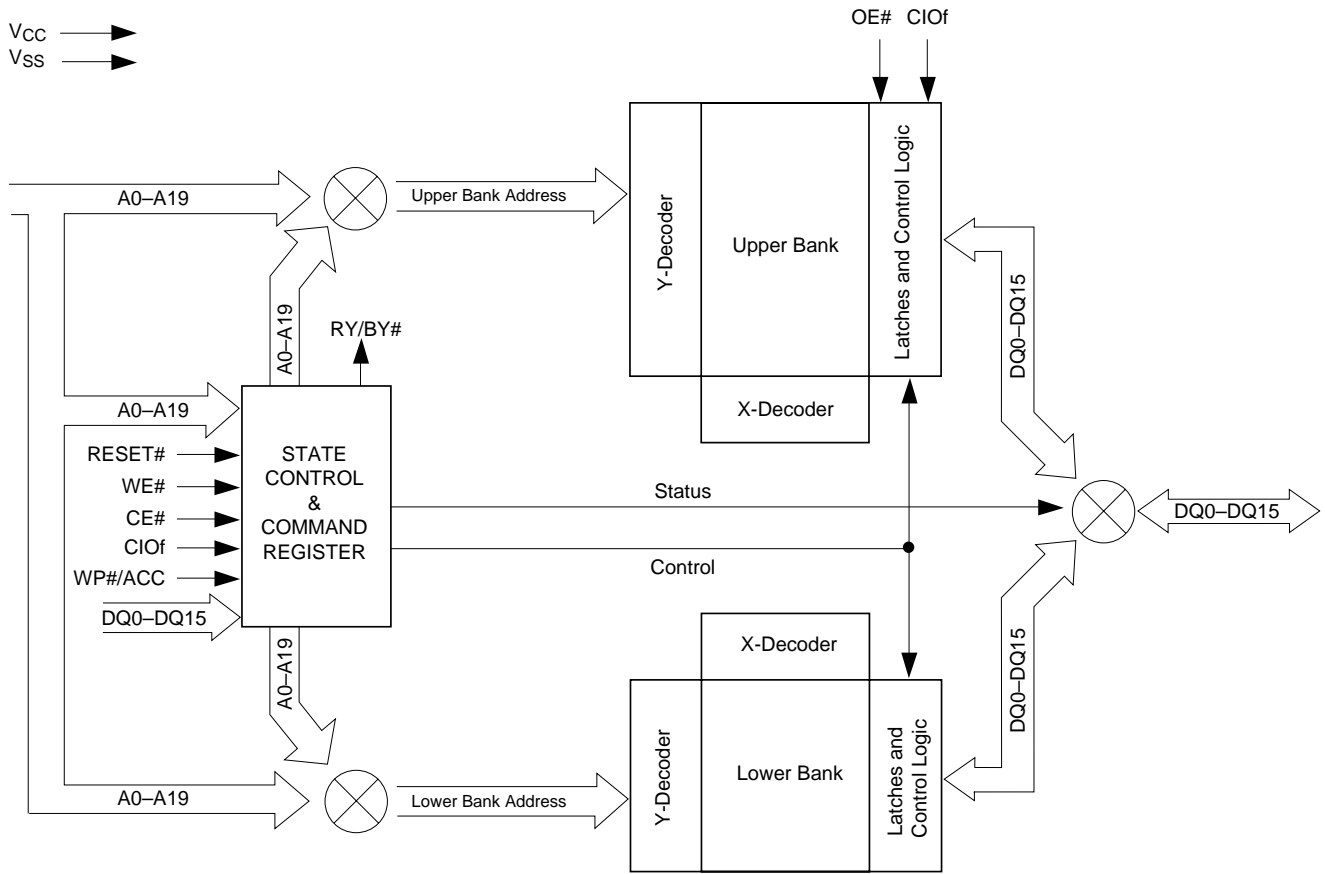 VCC
VSS
OE#
CIOf
A0–A19
Upper Bank Address
Y-Decoder
Upper Bank
Latches and Control Logic
X-Decoder
DQ0–DQ15
A0–A19
RY/BY#
A0–A19
RESET#
WE#
CE#
CIOf
WP#/ACC
DQ0–DQ15
STATE
CONTROL
&
COMMAND
REGISTER
Status
Control
DQ0–DQ15
A0–A19
A0–A19
Lower Bank Address
X-Decoder
Y-Decoder
Lower Bank
Latches and
Control Logic
DQ0–DQ15